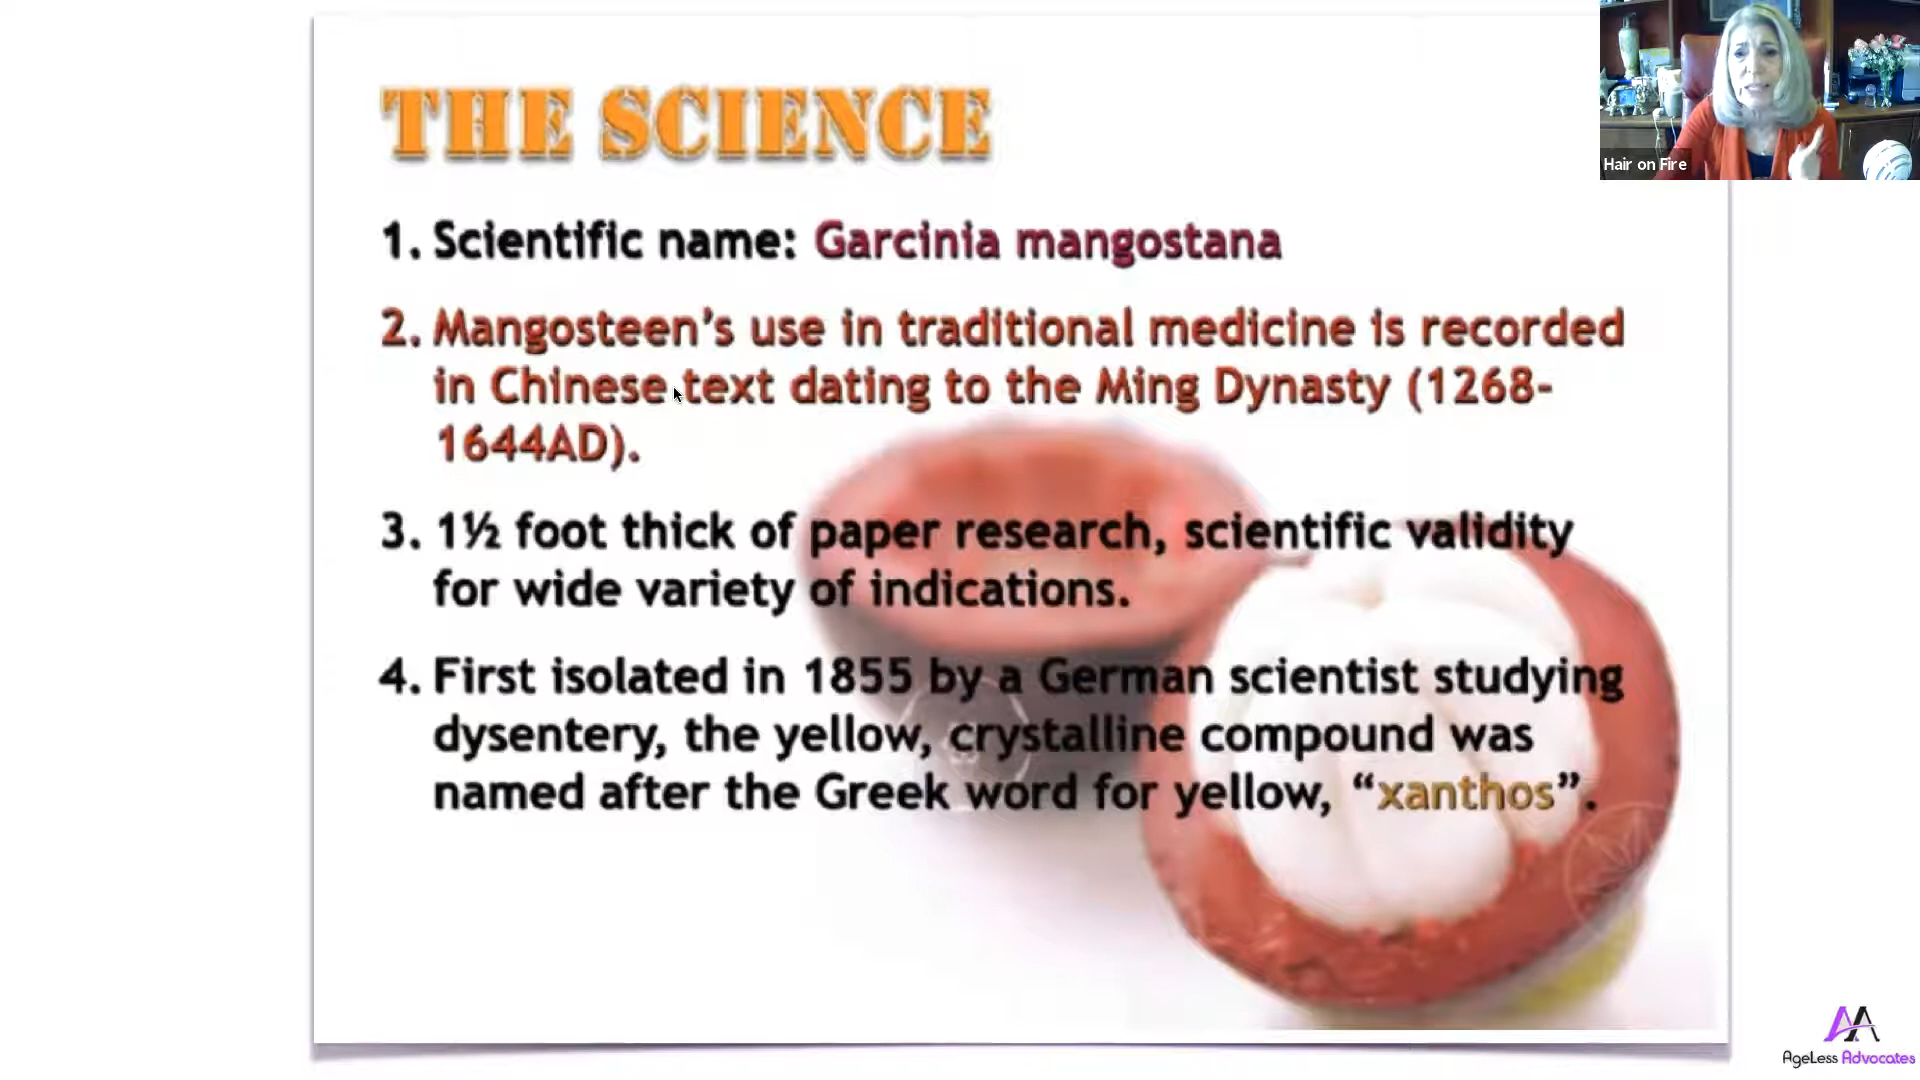 THE SCIENCE
Hair on Fire
1. Scientific name: Garcinia mangostana
2. Mangosteen's use in traditional medicine is recorded
in Chinese text dating to the Ming Dynasty (1268-
1644AD).
3. 1½ foot thick of paper research, scientific validity
for wide variety of indications.
4. First isolated in 1855 by a German scientist studying
dysentery, the yellow, crystalline compound was
named after the Greek word for yellow, “xanthos”.
AA
AgeLess Advocates